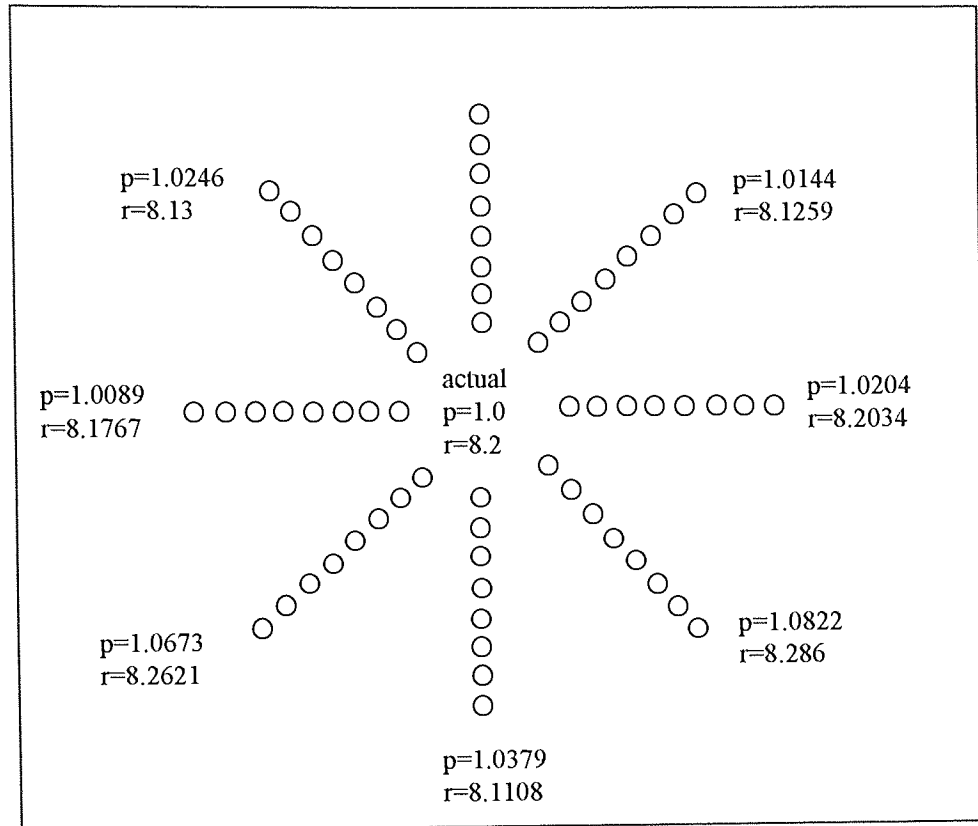 p=1.0246
r=8.13
p=1.0144
r=8.1259
actual
p=1.0
r=8.2
p=1.0089
r=8.1767
p=1.0204
r=8.2034
p=1.0673
r=8.2621
p=1.0822
r=8.286
p=1.0379
r=8.1108